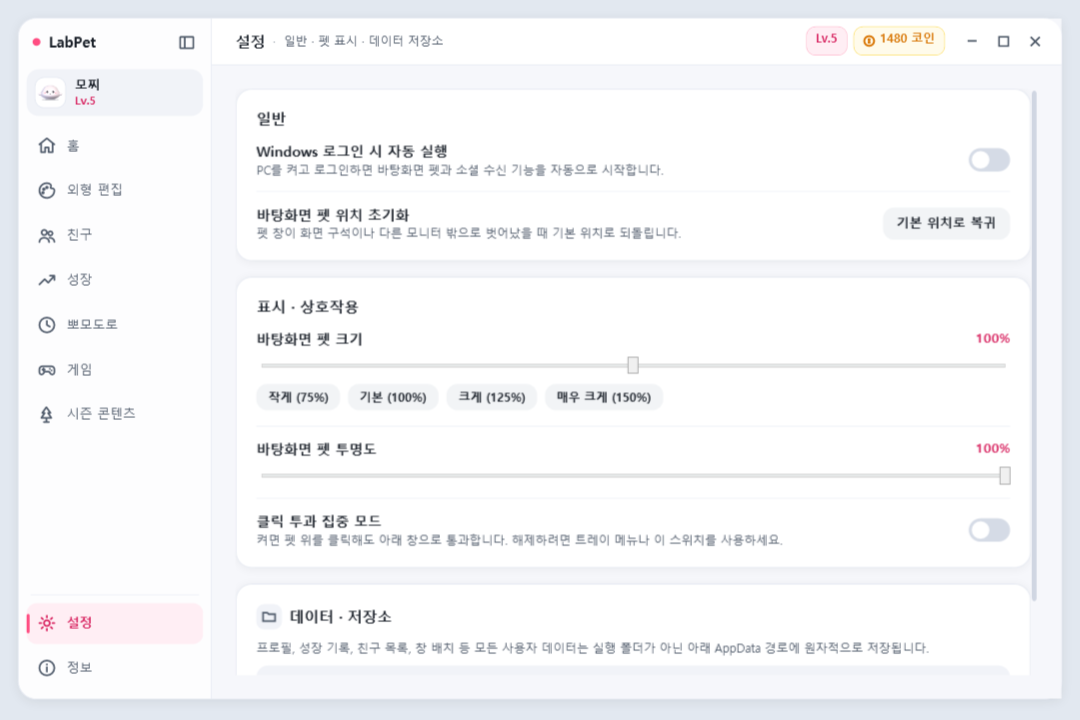 LabPet
모찌
Lv.5
홈
외형 편집
친구
성장
뽀모도로
게임
시즌 콘텐츠
설정
정보
설정 · 일반 · 펫 표시 · 데이터 저장소
Lv.5
1480 코인
일반
Windows 로그인 시 자동 실행
PC를 켜고 로그인하면 바탕화면 펫과 소셜 수신 기능을 자동으로 시작합니다.
바탕화면 펫 위치 초기화
펫 창이 화면 구석이나 다른 모니터 밖으로 벗어났을 때 기본 위치로 되돌립니다.
기본 위치로 복귀
표시 · 상호작용
바탕화면 펫 크기
100%
작게 (75%)
기본 (100%)
크게 (125%)
매우 크게 (150%)
바탕화면 펫 투명도
100%
클릭 투과 집중 모드
켜면 펫 위를 클릭해도 아래 창으로 통과합니다. 해제하려면 트레이 메뉴나 이 스위치를 사용하세요.
데이터 · 저장소
프로필, 성장 기록, 친구 목록, 창 배치 등 모든 사용자 데이터는 실행 폴더가 아닌 아래 AppData 경로에 원자적으로 저장됩니다.